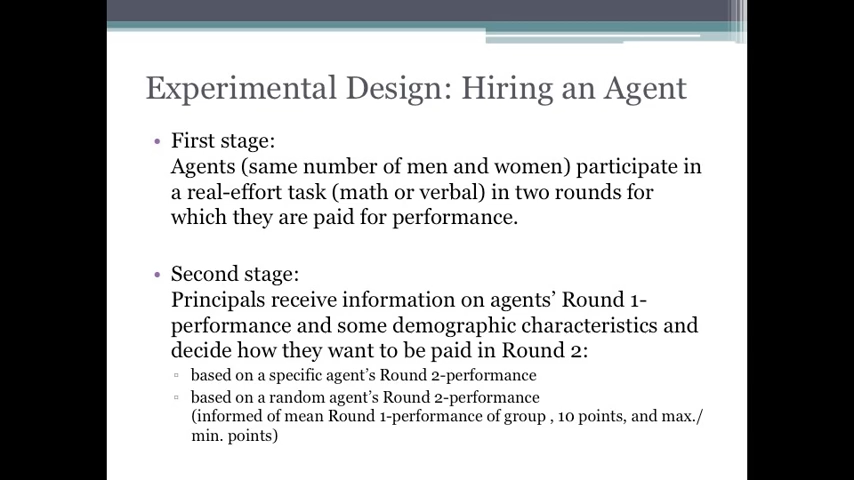 Experimental Design: Hiring an Agent
• First stage:
Agents (same number of men and women) participate in
a real-effort task (math or verbal) in two rounds for
which they are paid for performance.
• Second stage:
Principals receive information on agents’ Round 1-
performance and some demographic characteristics and
decide how they want to be paid in Round 2:
▫ based on a specific agent’s Round 2-performance
▫ based on a random agent’s Round 2-performance
(informed of mean Round 1-performance of group , 10 points, and max./
min. points)